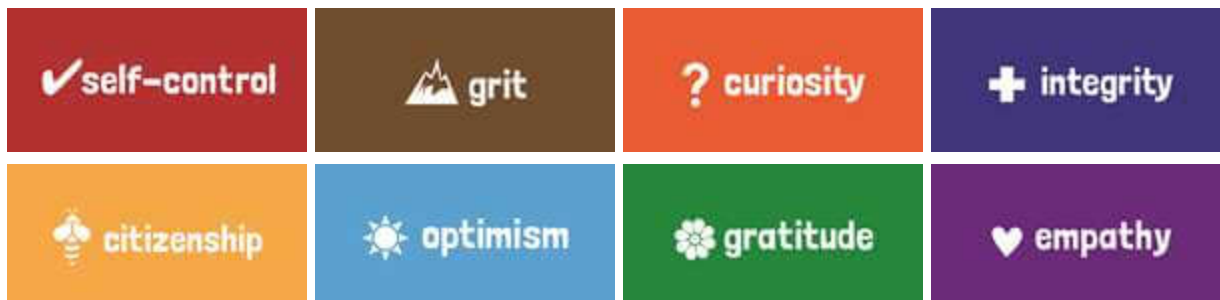 self-control
grit
curiosity
integrity
citizenship
optimism
gratitude
empathy